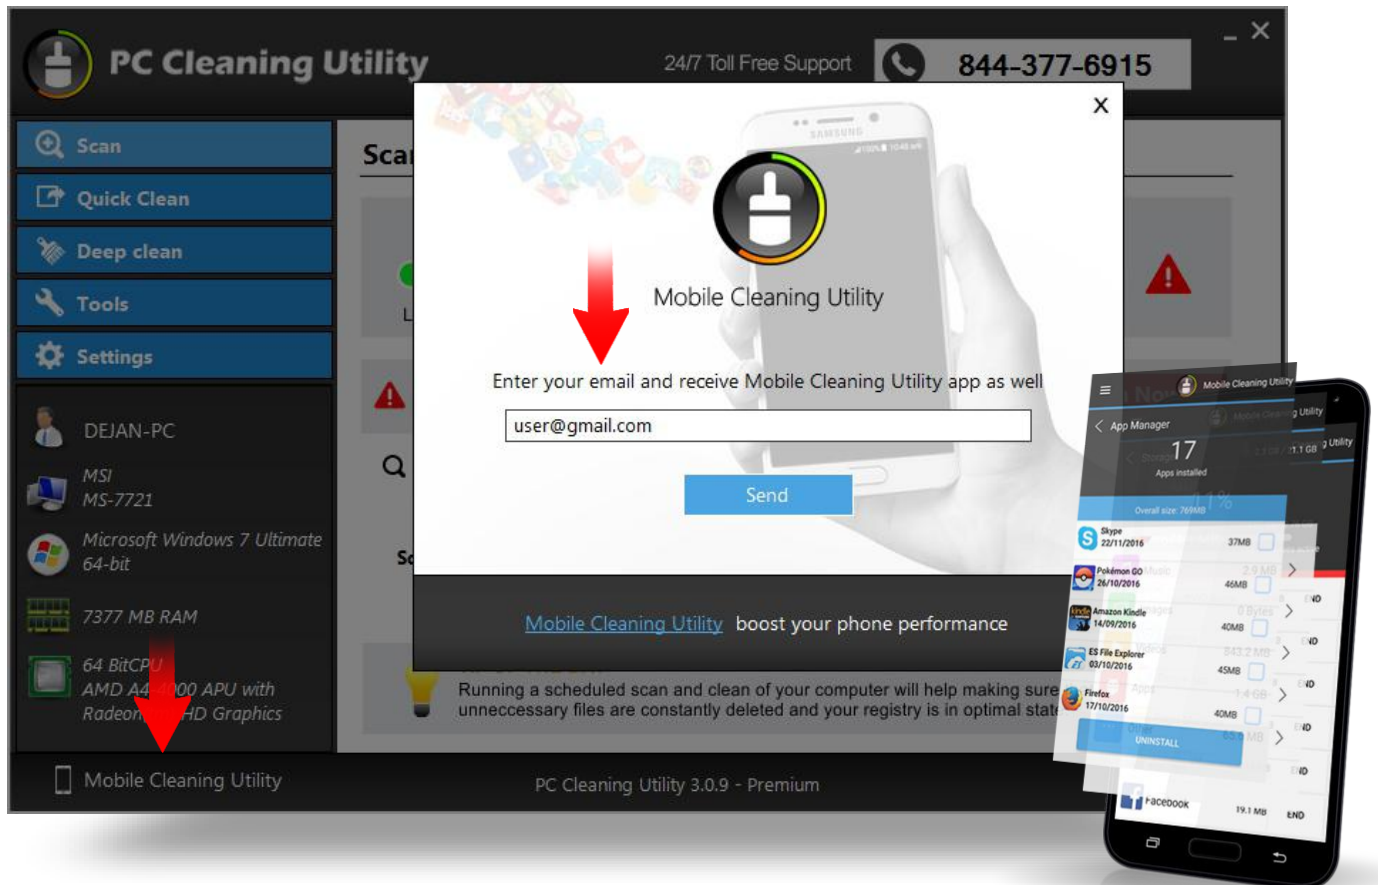 PC Cleaning Utility
24/7 Toll Free Support
844-377-6915
Scan
Quick Clean
Deep clean
Tools
Settings
DEJAN-PC
MSI
MS-7721
Microsoft Windows 7 Ultimate
64-bit
7377 MB RAM
64 BitCPU
AMD A4-4000 APU with
HD Graphics
SAMSUNG
X
Mobile Cleaning Utility
Enter your email and receive Mobile Cleaning Utility app as well
user@gmail.com
Send
Mobile Cleaning Utility boost your phone performance
Running a scheduled scan and clean of your computer will help making sure
unneccessary files are constantly deleted and your registry is in optimal
Mobile Cleaning Utility
PC Cleaning Utility 3.0.9 - Premium
Mobile Cleaning Utility
App Manager
17
Apps installed
Overall size: 769MB
Skype
22/11/2016
37MB
Pokémon GO
26/10/2016
46MB
Amazon Kindle
14/09/2016
40MB
ES File Explorer
03/10/2016
45MB
Firefox
17/10/2016
40MB
UNINSTALL
Facebook
19.1 MB
END